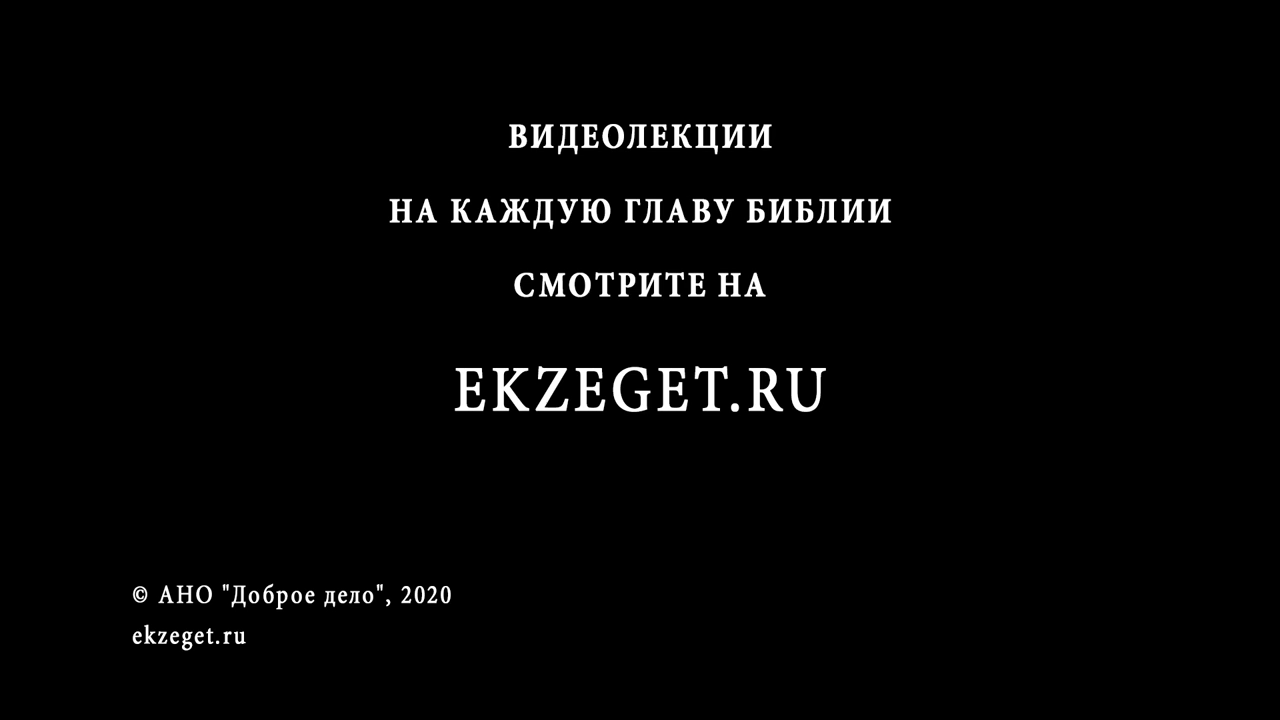 ВИДЕОЛЕКЦИИ
НА КАЖДУЮ ГЛАВУ БИБЛИИ
СМОТРИТЕ НА
EKZEGET.RU
© АНО "Доброе дело", 2020
ekzeget.ru